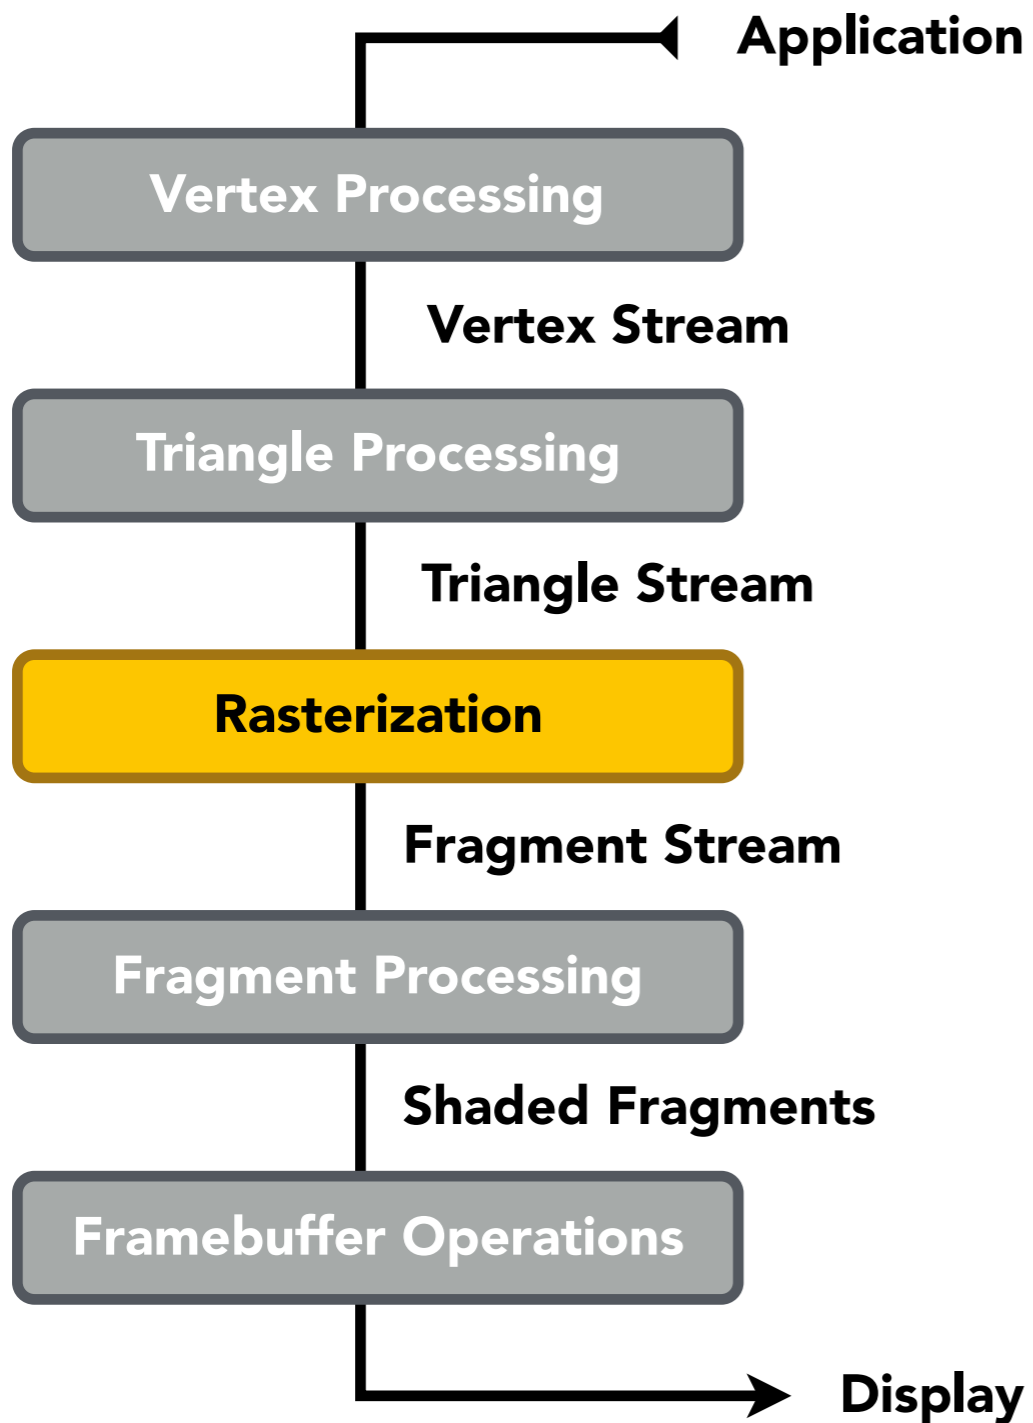 Application
Vertex Processing
Vertex Stream
Triangle Processing
Triangle Stream
Rasterization
Fragment Stream
Fragment Processing
Shaded Fragments
Framebuffer Operations
Display